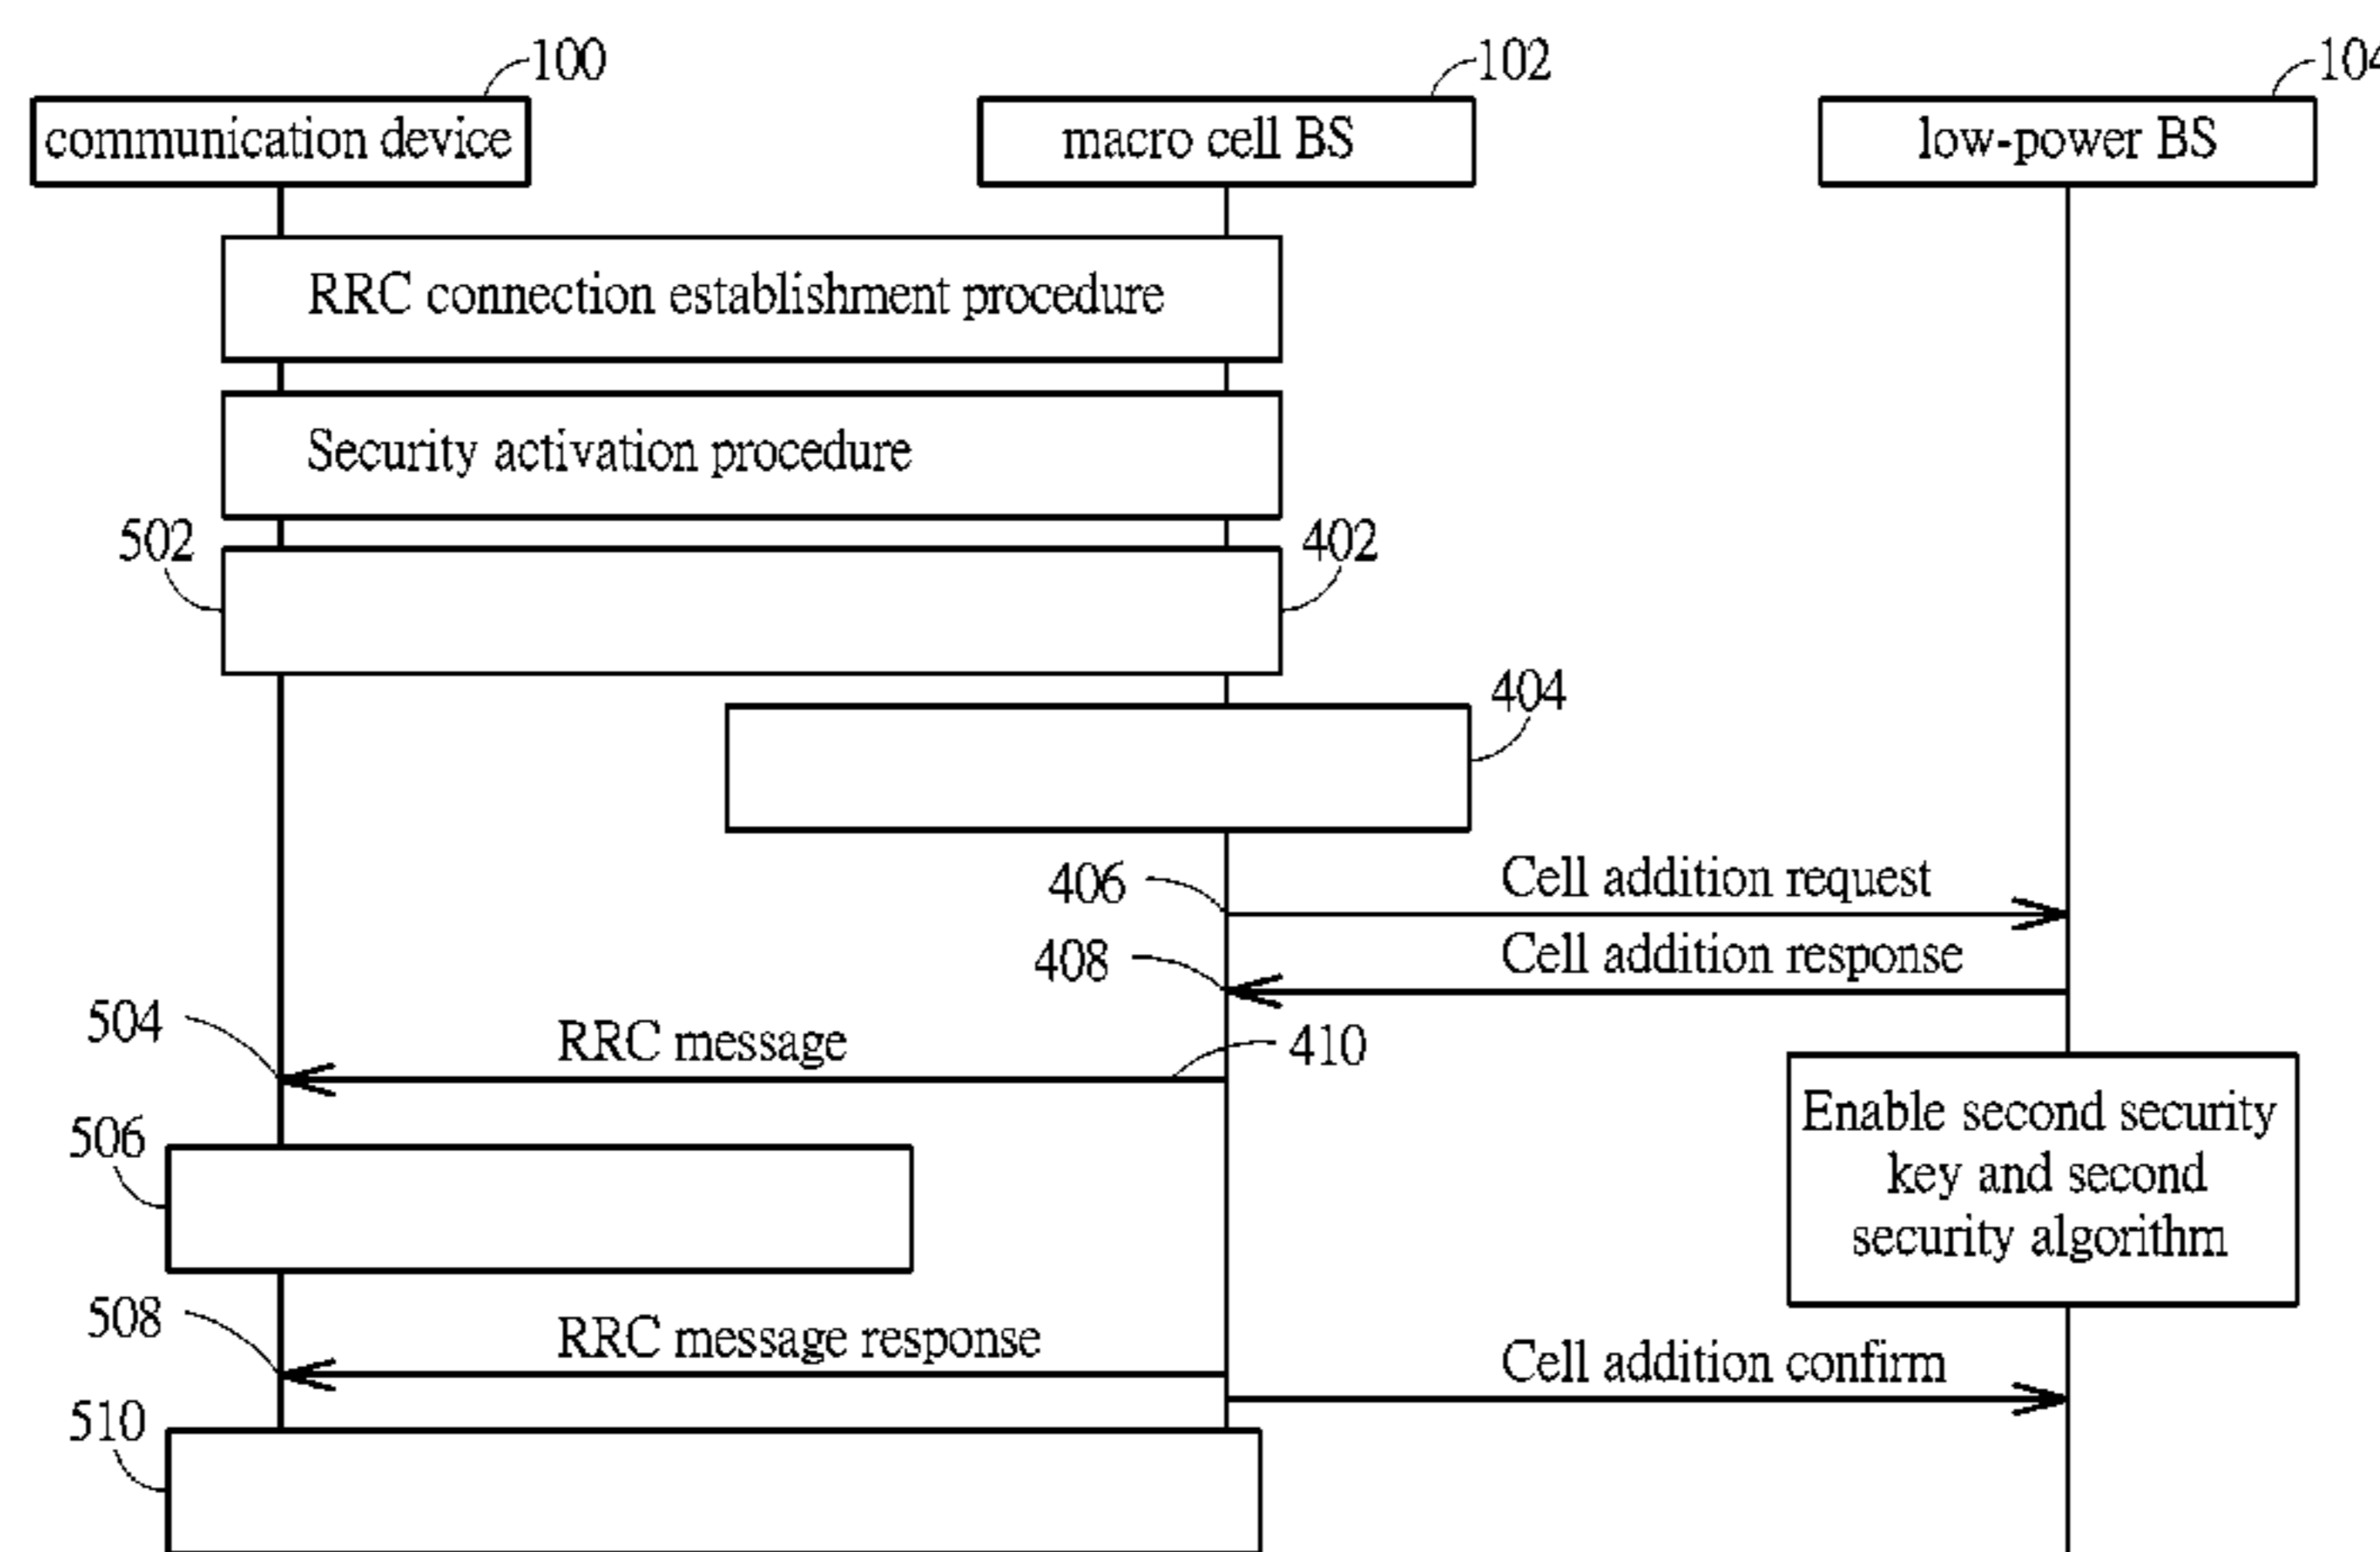 100
102
communication device
macro cell BS
low-power BS
RRC connection establishment procedure
Security activation procedure
502
402
404
406
Cell addition request
408
Cell addition response
504
RRC message
410
506
Enable second security
key and second
security algorithm
508
RRC message response
Cell addition confirm
510